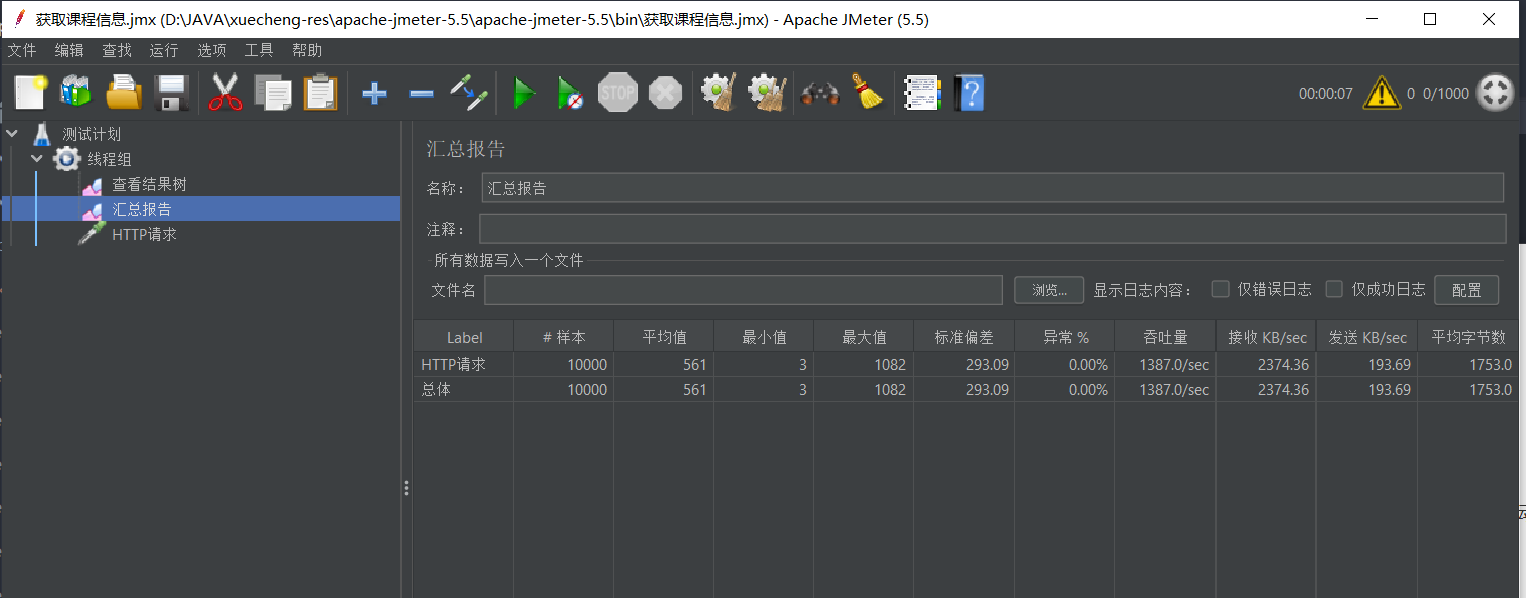 获取课程信息.jmx (D:\JAVA\xuecheng-res\apache-jmeter-5.5\apache-jmeter-5.5\bin\获取课程信息.jmx) - Apache JMeter (5.5)
文件 编辑 查找 运行 选项 工具 帮助
STOP 00:00:07 0 0/1000
测试计划
线程组
查看结果树
汇总报告
HTTP请求
汇总报告
名称： 汇总报告
注释：
所有数据写入一个文件
文件名 浏览... 显示日志内容： 仅错误日志 仅成功日志 配置
Label # 样本 平均值 最小值 最大值 标准偏差 异常 % 吞吐量 接收 KB/sec 发送 KB/sec 平均字节数
HTTP请求 10000 561 3 1082 293.09 0.00% 1387.0/sec 2374.36 193.69 1753.0
总体 10000 561 3 1082 293.09 0.00% 1387.0/sec 2374.36 193.69 1753.0